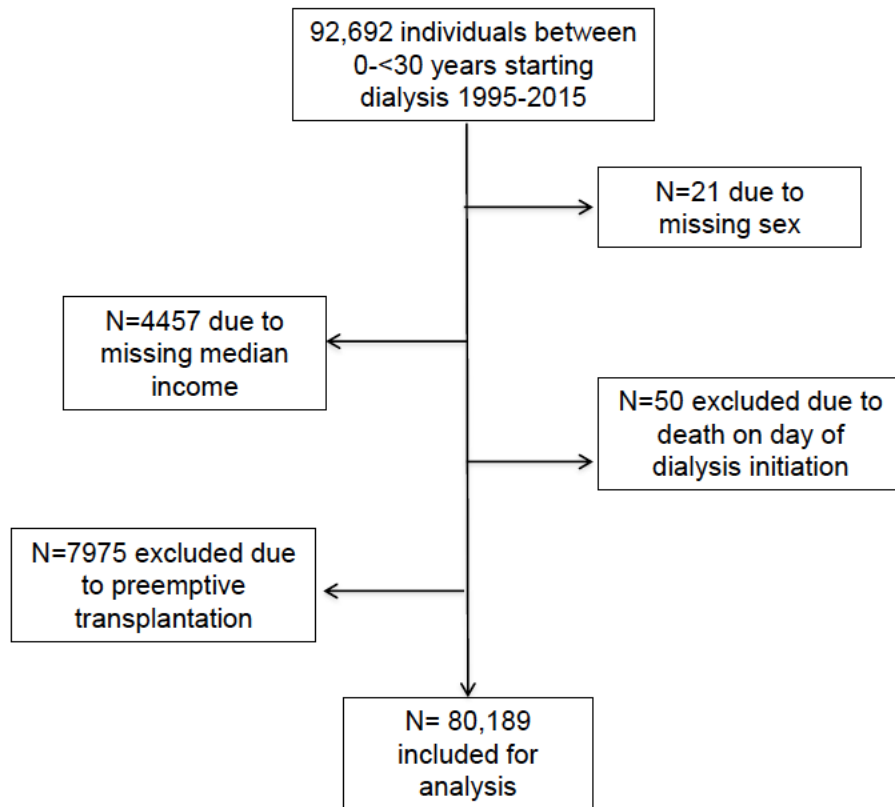 92,692 individuals between
0-<30 years starting
dialysis 1995-2015
N=21 due to
missing sex
N=4457 due to
missing median
income
N=50 excluded due to
death on day of
dialysis initiation
N=7975 excluded due
to preemptive
transplantation
N= 80,189
included for
analysis